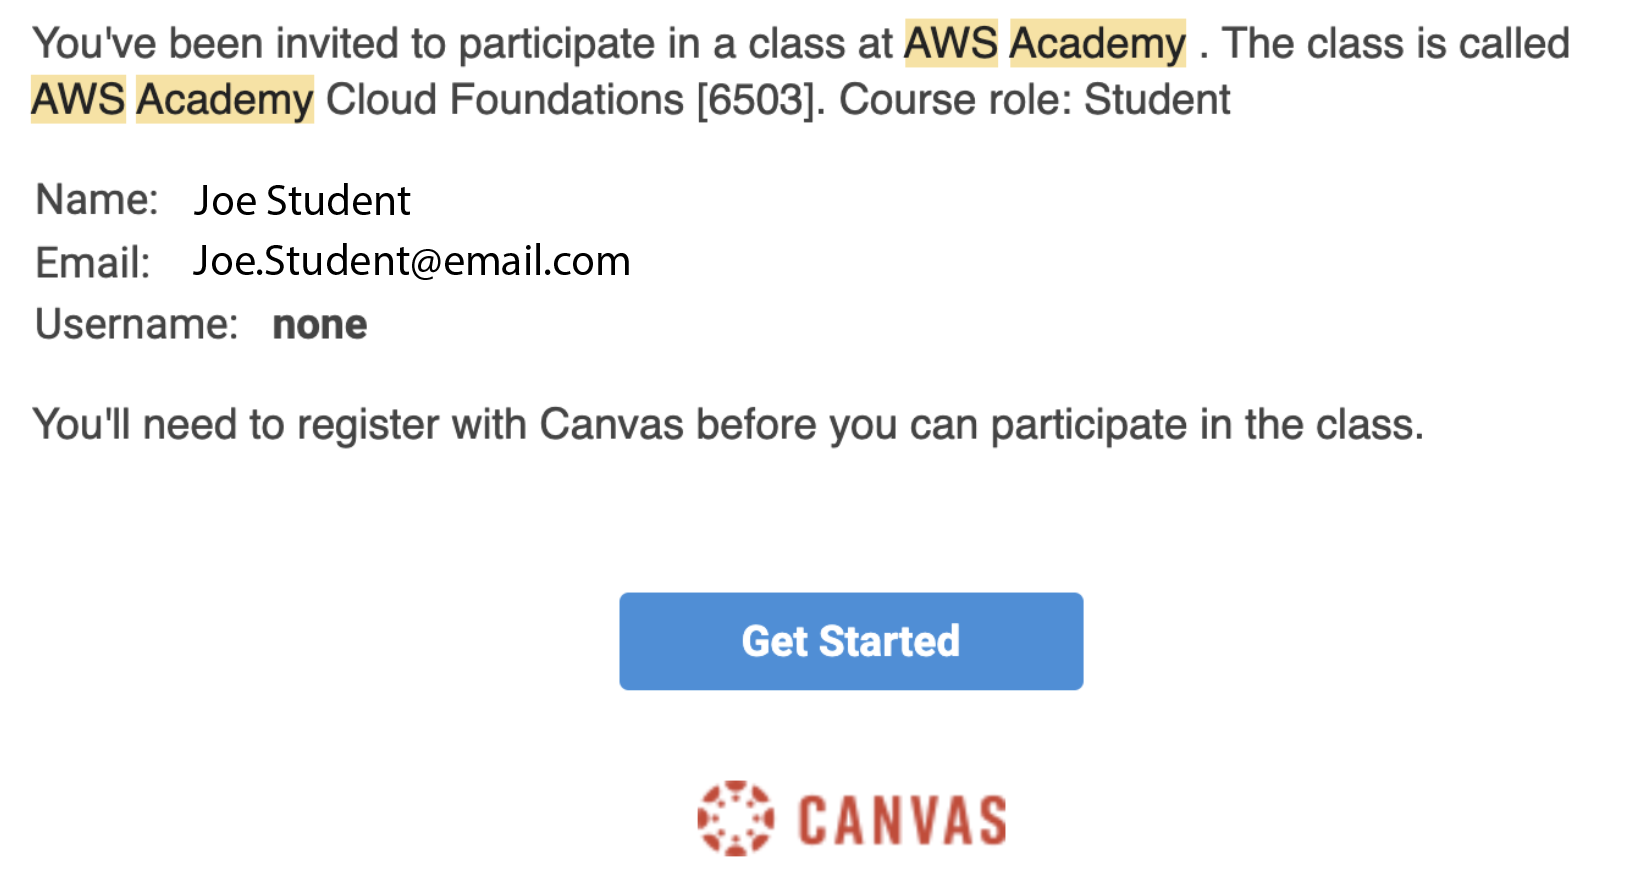 You've been invited to participate in a class at AWS Academy . The class is called
AWS Academy Cloud Foundations [6503]. Course role: Student
Name: Joe Student
Email: Joe.Student@email.com
Username: none
You'll need to register with Canvas before you can participate in the class.
Get Started
CANVAS